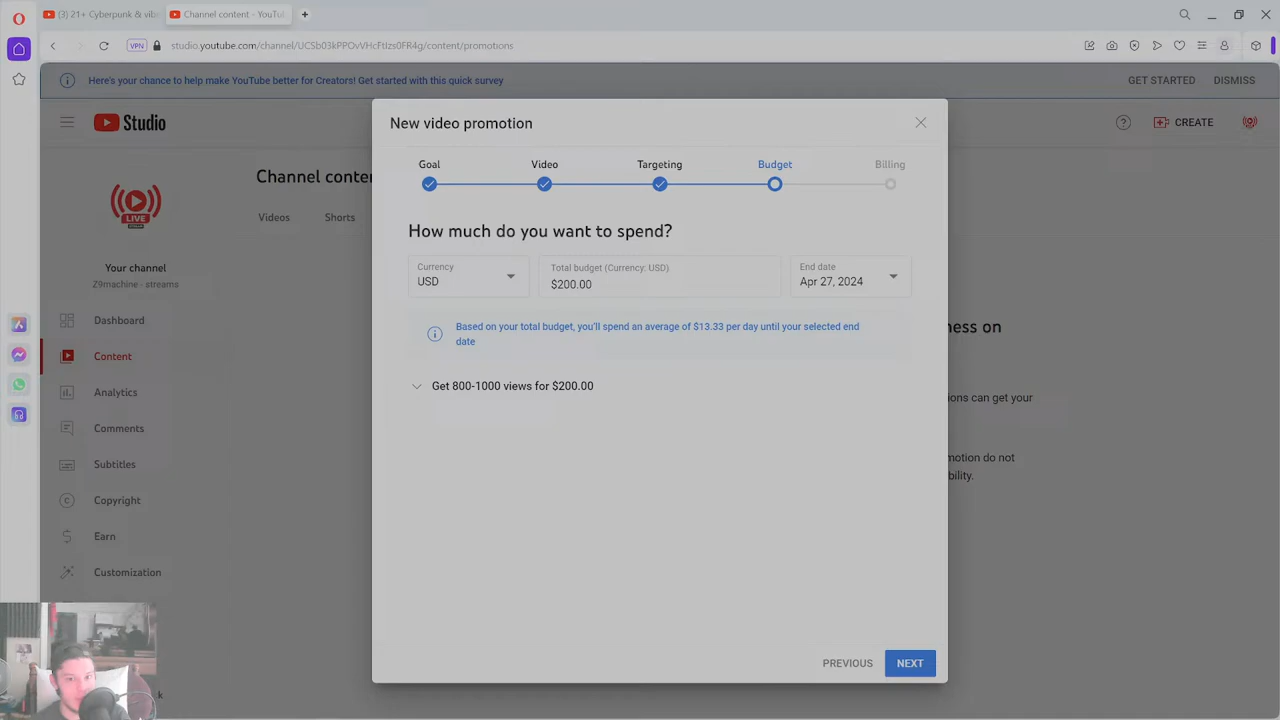 (3) 21+ Cyberpunk & vib
Channel content - YouTu
VPN
studio.youtube.com/channel/UCSb03kPPOvVHcFtIzs0FR4g/content/promotions
Here's your chance to help make YouTube better for Creators! Get started with this quick survey
GET STARTED
DISMISS
Studio
CREATE
Channel conten
Videos
Shorts
LIVE
Your channel
Z9machine - streams
Dashboard
Content
Analytics
Comments
Subtitles
Copyright
Earn
Customization
k
New video promotion
Goal
Video
Targeting
Budget
Billing
How much do you want to spend?
Currency
USD
Total budget (Currency: USD)
$200.00
End date
Apr 27, 2024
Based on your total budget, you'll spend an average of $13.33 per day until your selected end
date
Get 800-1000 views for $200.00
PREVIOUS
NEXT
ness on
ions can get your
motion do not
ibility.